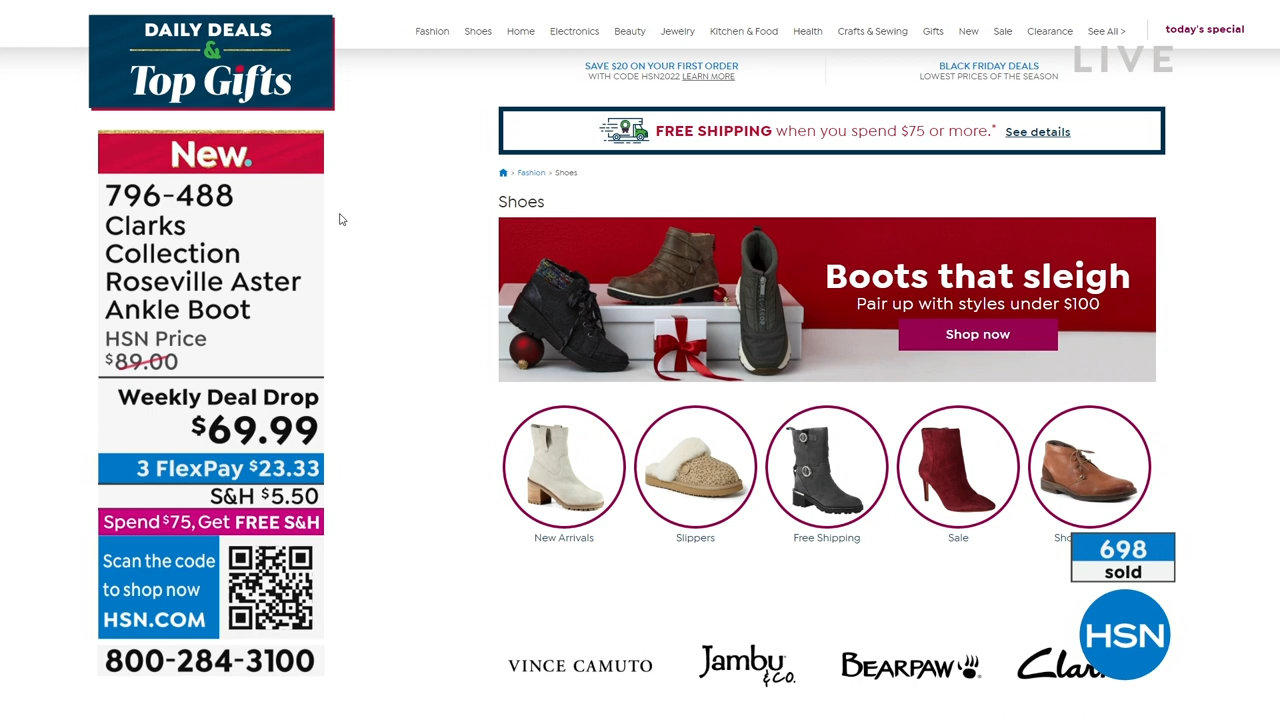 DAILY DEALS
&
Top Gifts
New.
796-488
Clarks
Collection
Roseville Aster
Ankle Boot
HSN Price
$89.00
Weekly Deal Drop
$69.99
3 FlexPay $23.33
S&H $5.50
Spend $75, Get FREE S&H
Scan the code
to shop now
HSN.COM
800-284-3100
Fashion Shoes Home Electronics Beauty Jewelry Kitchen & Food Health Crafts & Sewing Gifts New Sale Clearance See All > today's special
LIVE
SAVE $20 ON YOUR FIRST ORDER
WITH CODE HSN2022 LEARN MORE
BLACK FRIDAY DEALS
LOWEST PRICES OF THE SEASON
FREE SHIPPING when you spend $75 or more.* See details
> Fashion > Shoes
Shoes
Boots that sleigh
Pair up with styles under $100
Shop now
New Arrivals Slippers Free Shipping Sale
698
sold
HSN
VINCE CAMUTO Jambu & CO. BEARPAW